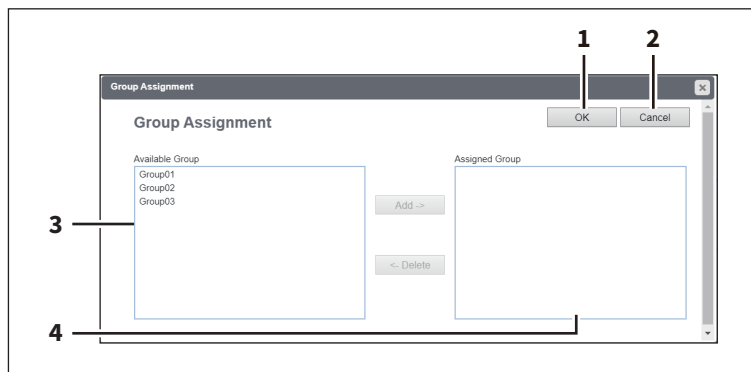 1 2
Group Assignment
Group Assignment
OK Cancel
Available Group Assigned Group
Group01
Group02
Group03
Add ->
3
<- Delete
4